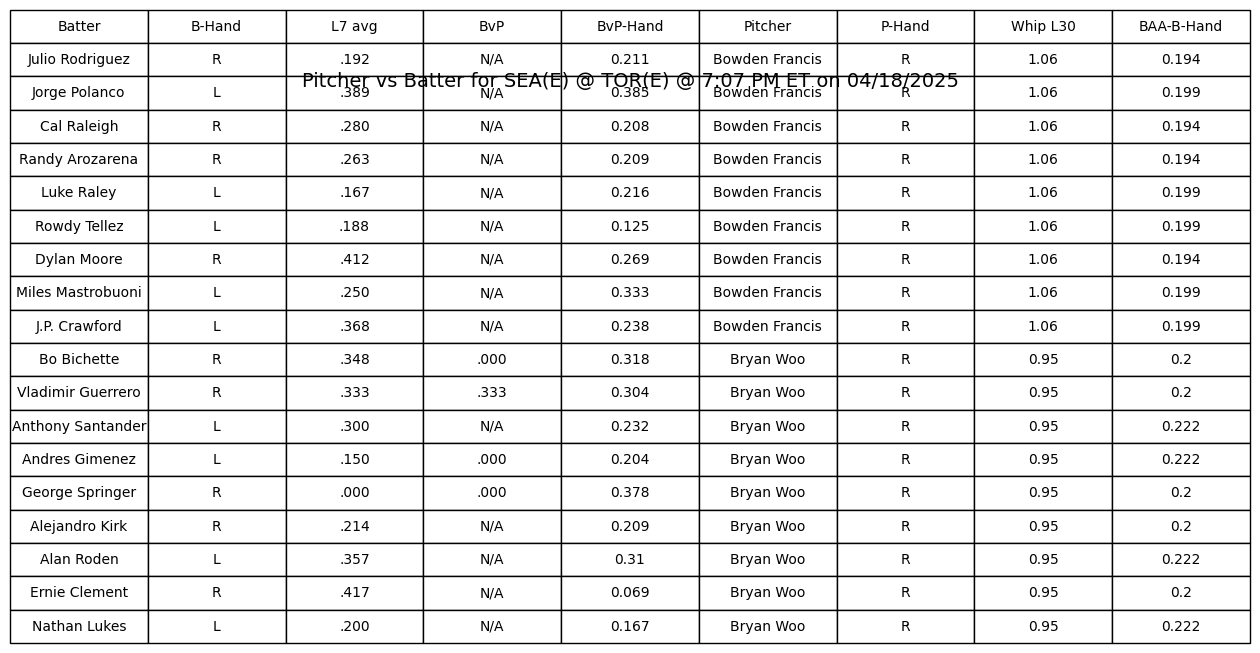 Batter B-Hand L7 avg BvP BvP-Hand Pitcher P-Hand Whip L30 BAA-B-Hand
Julio Rodriguez R .192 N/A 0.211 Bowden Francis R 1.06 0.194
Pitcher vs Batter for SEA(E) @ TOR(E) @ 7:07 PM ET on 04/18/2025
Jorge Polanco L .389 N/A 0.385 Bowden Francis R 1.06 0.199
Cal Raleigh R .280 N/A 0.208 Bowden Francis R 1.06 0.194
Randy Arozarena R .263 N/A 0.209 Bowden Francis R 1.06 0.194
Luke Raley L .167 N/A 0.216 Bowden Francis R 1.06 0.199
Rowdy Tellez L .188 N/A 0.125 Bowden Francis R 1.06 0.199
Dylan Moore R .412 N/A 0.269 Bowden Francis R 1.06 0.194
Miles Mastrobuoni L .250 N/A 0.333 Bowden Francis R 1.06 0.199
J.P. Crawford L .368 N/A 0.238 Bowden Francis R 1.06 0.199
Bo Bichette R .348 .000 0.318 Bryan Woo R 0.95 0.2
Vladimir Guerrero R .333 .333 0.304 Bryan Woo R 0.95 0.2
Anthony Santander L .300 N/A 0.232 Bryan Woo R 0.95 0.222
Andres Gimenez L .150 .000 0.204 Bryan Woo R 0.95 0.222
George Springer R .000 .000 0.378 Bryan Woo R 0.95 0.2
Alejandro Kirk R .214 N/A 0.209 Bryan Woo R 0.95 0.2
Alan Roden L .357 N/A 0.31 Bryan Woo R 0.95 0.222
Ernie Clement R .417 N/A 0.069 Bryan Woo R 0.95 0.2
Nathan Lukes L .200 N/A 0.167 Bryan Woo R 0.95 0.222